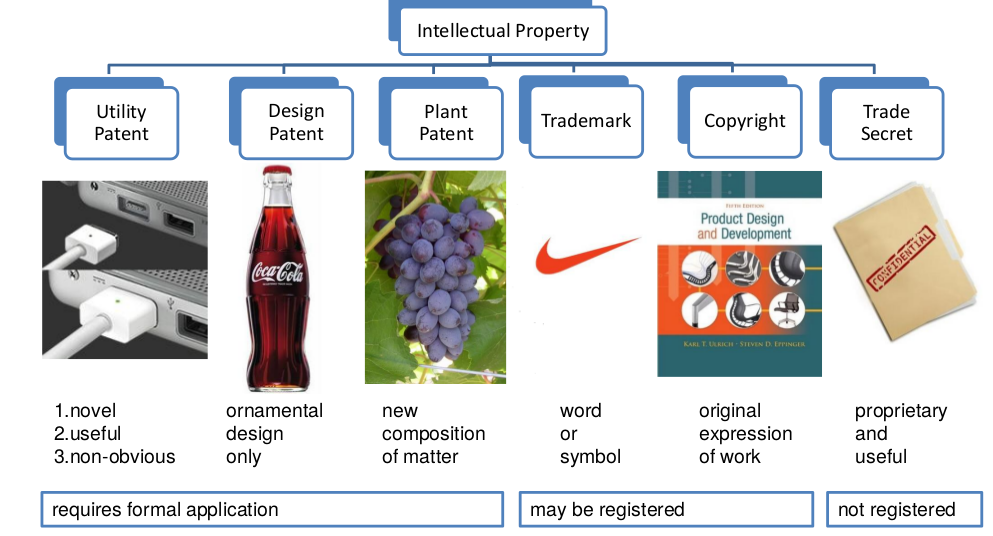 Intellectual Property
Utility
Patent
Design
Patent
Plant
Patent
Trademark
Copyright
Trade
Secret
Coca-Cola
FIFTH EDITION
Product Design
and Development
KARL T. ULRICH · STEVEN D. EPPINGER
CONFIDENTIAL
1.novel
2.useful
3.non-obvious
ornamental
design
only
new
composition
of matter
word
or
symbol
original
expression
of work
proprietary
and
useful
requires formal application
may be registered
not registered